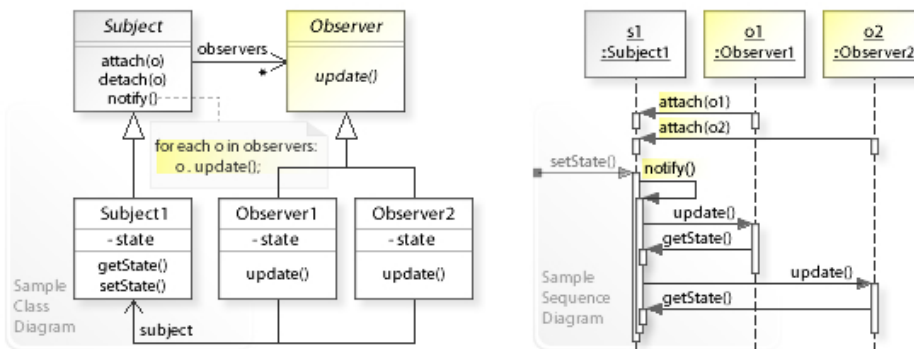 Subject
attach(o)
detach(o)
notify()
observers
*
Observer
update()
for each o in observers:
o . update();
Subject1
- state
getState()
setState()
Observer1
- state
update()
Observer2
- state
update()
subject
Sample
Class
Diagram
s1
:Subject1
o1
:Observer1
o2
:Observer2
attach(o1)
attach(o2)
setState()
notify()
update()
getState()
update()
getState()
Sample
Sequence
Diagram